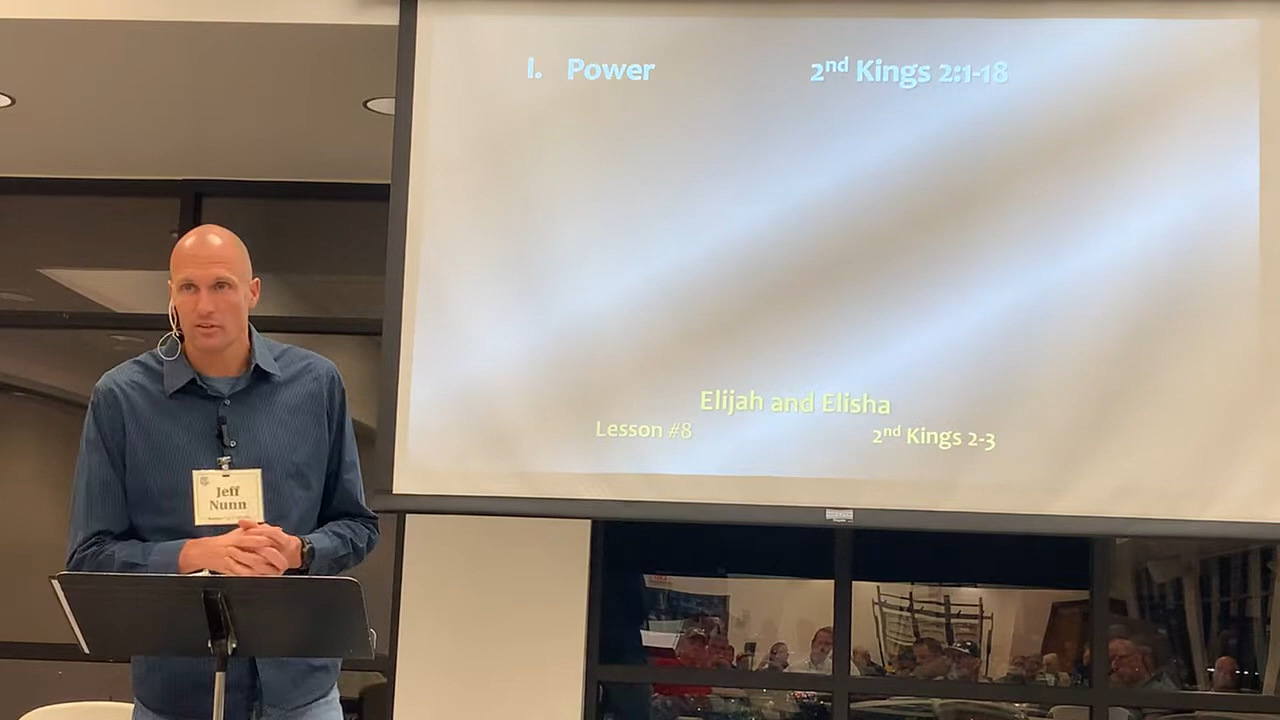 I. Power 2nd Kings 2:1-18
Elijah and Elisha
Lesson #8 2nd Kings 2-3
Jeff
Nunn